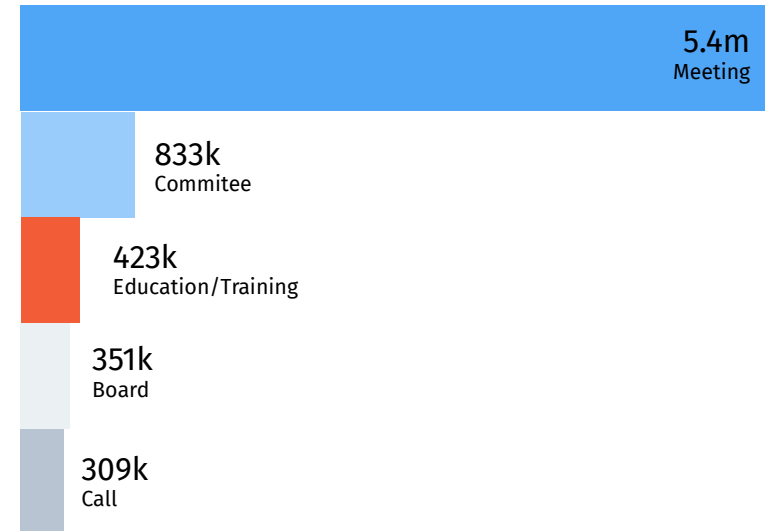 5.4m
Meeting
833k
Commitee
423k
Education/Training
351k
Board
309k
Call